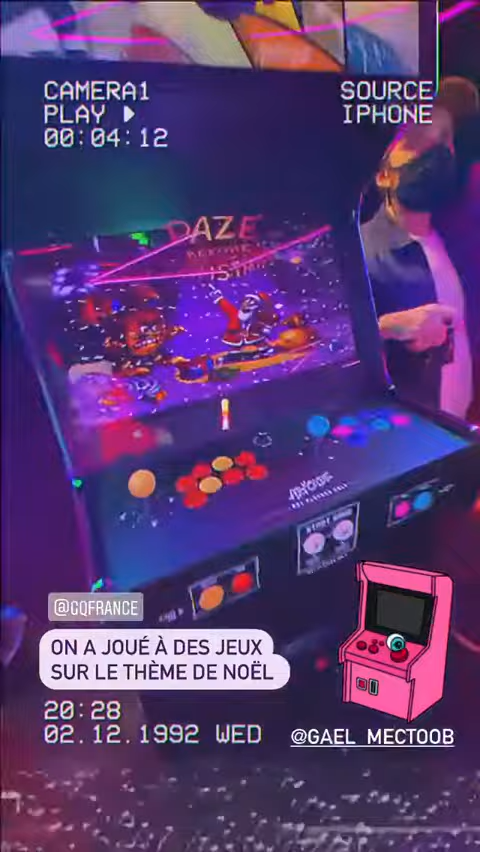 CAMERA1
PLAY
00:04:12
SOURCE
IPHONE
DAZE
BEFORE
@GQFRANCE
ON A JOUÉ À DES JEUX
SUR LE THÈME DE NOËL
20:28
02.12.1992 WED
@GAEL_MECTOOB